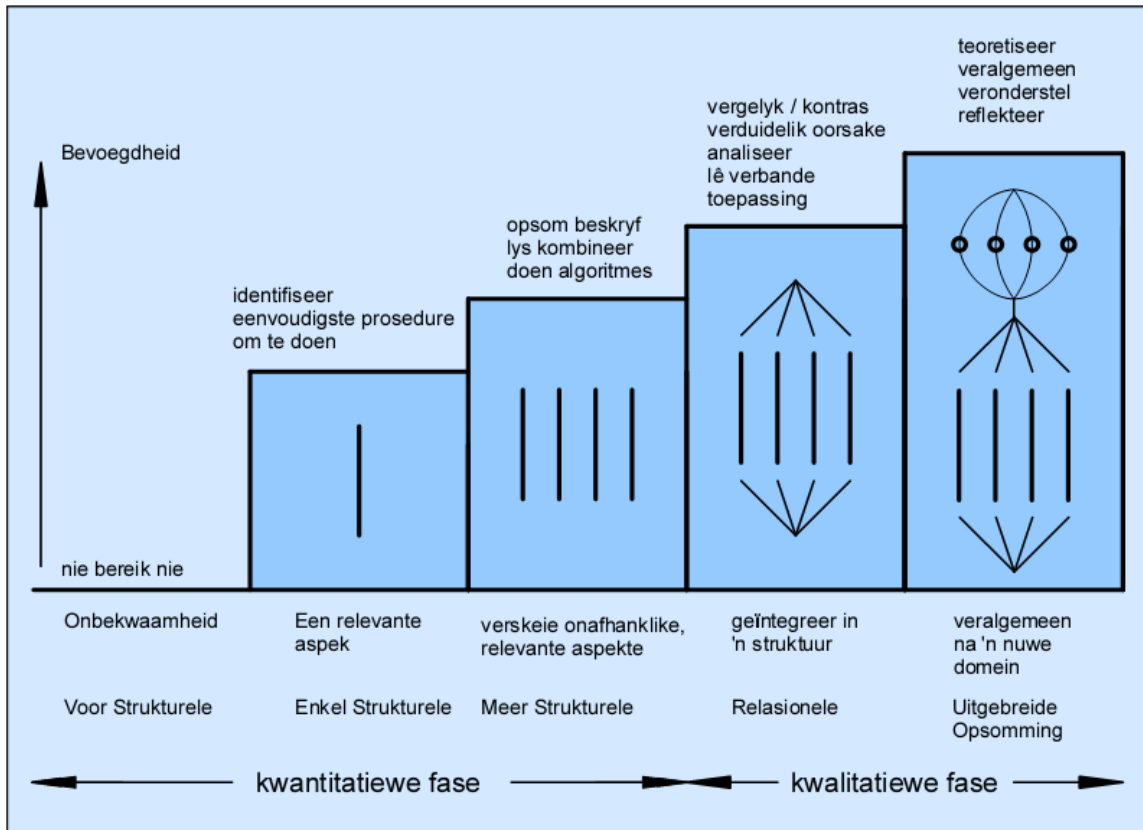 teoretiseer
veralgemeen
veronderstel
reflekteer
vergelyk / kontras
verduidelik oorsake
analiseer
lê verbande
toepassing
Bevoegdheid
opsom beskryf
lys kombineer
doen algoritmes
identifiseer
eenvoudigste prosedure
om te doen
nie bereik nie
Onbekwaamheid
Een relevante
aspek
verskeie onafhanklike,
relevante aspekte
geïntegreer in
'n struktuur
veralgemeen
na 'n nuwe
domein
Voor Strukturele
Enkel Strukturele
Meer Strukturele
Relasionele
Uitgebreide
Opsomming
kwantitatiewe fase
kwalitatiewe fase